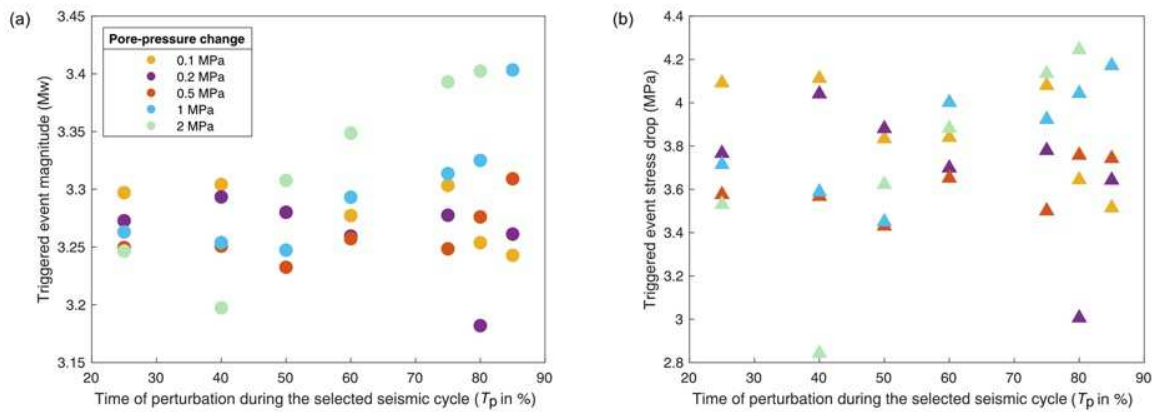 (a)
3.45
3.4
3.35
3.3
3.25
3.2
3.15
Triggered event magnitude (Mw)
Pore-pressure change
0.1 MPa
0.2 MPa
0.5 MPa
1 MPa
2 MPa
20 30 40 50 60 70 80 90
Time of perturbation during the selected seismic cycle (Tp in %)
(b)
4.4
4.2
4
3.8
3.6
3.4
3.2
3
2.8
Triggered event stress drop (MPa)
20 30 40 50 60 70 80 90
Time of perturbation during the selected seismic cycle (Tp in %)